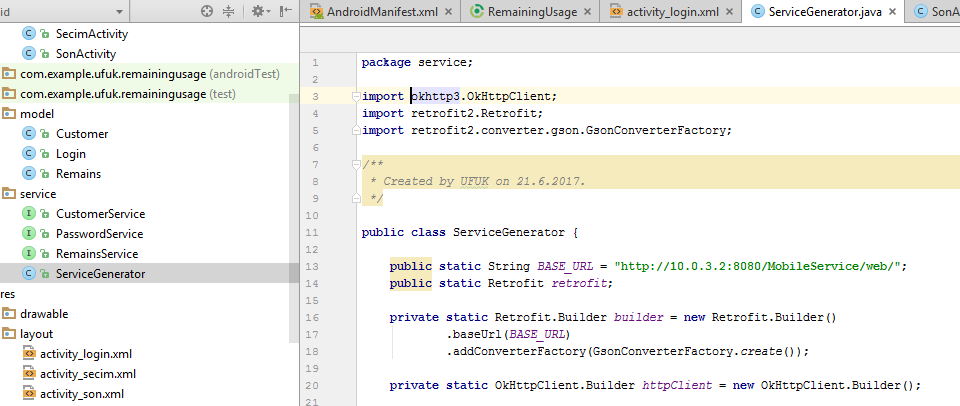 id
AndroidManifest.xml
RemainingUsage
activity_login.xml
ServiceGenerator.java
SonA
SecimActivity
SonActivity
com.example.ufuk.remainingusage (androidTest)
com.example.ufuk.remainingusage (test)
model
Customer
Login
Remains
service
CustomerService
PasswordService
RemainsService
ServiceGenerator
res
drawable
layout
activity_login.xml
activity_secim.xml
activity_son.xml
1 package service;
2
3 import okhttp3.OkHttpClient;
4 import retrofit2.Retrofit;
5 import retrofit2.converter.gson.GsonConverterFactory;
6
7 /**
8 * Created by UFUK on 21.6.2017.
9 */
10
11 public class ServiceGenerator {
12
13 public static String BASE_URL = "http://10.0.3.2:8080/MobileService/web/";
14 public static Retrofit retrofit;
15
16 private static Retrofit.Builder builder = new Retrofit.Builder()
17 .baseUrl(BASE_URL)
18 .addConverterFactory(GsonConverterFactory.create());
19
20 private static OkHttpClient.Builder httpClient = new OkHttpClient.Builder();
21